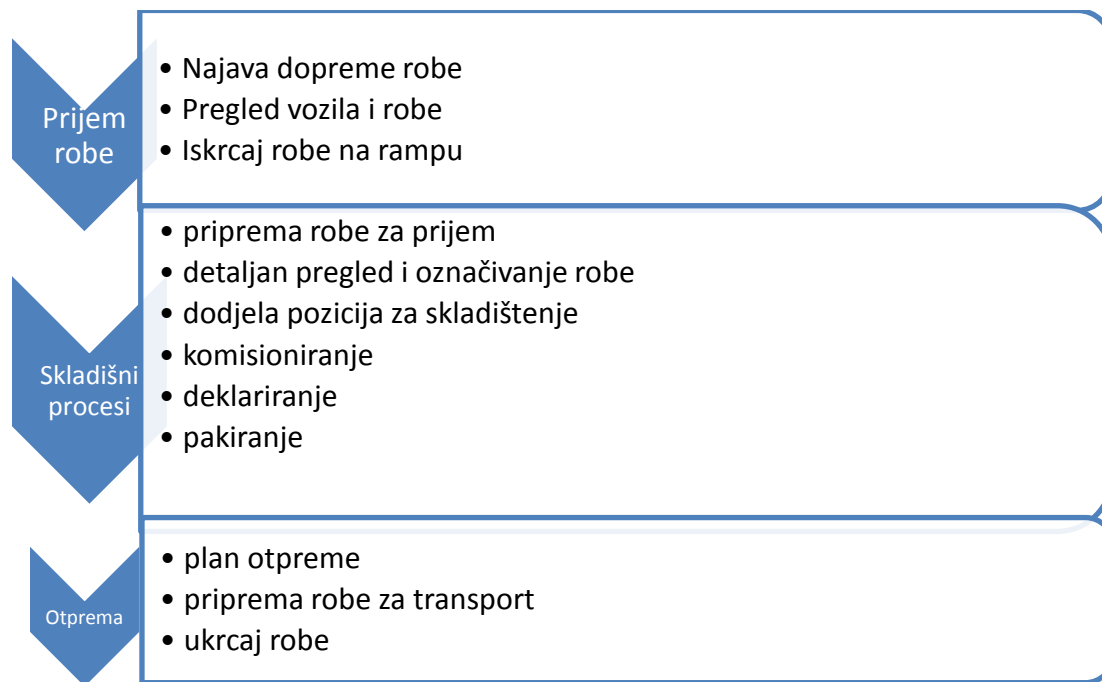 Prijem
robe
• Najava dopreme robe
• Pregled vozila i robe
• Iskrcaj robe na rampu
Skladišni
procesi
• priprema robe za prijem
• detaljan pregled i označivanje robe
• dodjela pozicija za skladištenje
• komisioniranje
• deklariranje
• pakiranje
Otprema
• plan otpreme
• priprema robe za transport
• ukrcaj robe